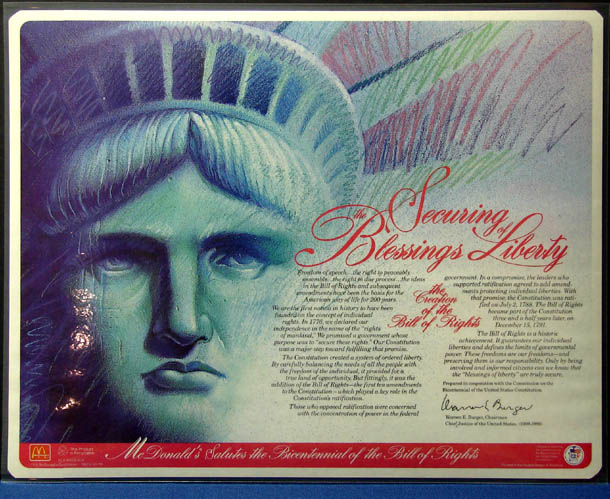 the Securing of
Blessings Liberty
the
Creation
of the
Bill of Rights
Freedom of speech...the right to peaceably
assemble...the right to due process...the ideas
in the Bill of Rights and subsequent
amendments have been the basis for the
American way of life for 200 years.
We are the first nation in history to have been
founded on the concept of individual
rights. In 1776, we declared our
independence in the name of the "rights
of mankind." We promised a government whose
purpose was to "secure these rights." Our Constitution
was a major step toward fulfilling that promise.
The Constitution created a system of ordered liberty.
By carefully balancing the needs of all the people with
the freedom of the individual, it provided for a
true land of opportunity. But fittingly, it was the
addition of the Bill of Rights—the first ten amendments
to the Constitution—which played a key role in the
Constitution's ratification.
Those who opposed ratification were concerned
with the concentration of power in the federal
government. In a compromise, the leaders who
supported ratification agreed to add amend-
ments protecting individual liberties. With
that promise, the Constitution was rati-
fied on July 2, 1788. The Bill of Rights
became part of the Constitution
three and a half years later, on
December 15, 1791.
The Bill of Rights is a historic
achievement. It guarantees our individual
liberties and defines the limits of governmental
power. These freedoms are our freedoms—and
preserving them is our responsibility. Only by being
involved and informed citizens can we know that
the "blessings of liberty" are truly secure.
Prepared in cooperation with the Commission on the
Bicentennial of the United States Constitution.
Warren E. Burger
Warren E. Burger, Chairman
Chief Justice of the United States, (1969-1986)
McDonald's Salutes the Bicentennial of the Bill of Rights
This Product
is Recyclable